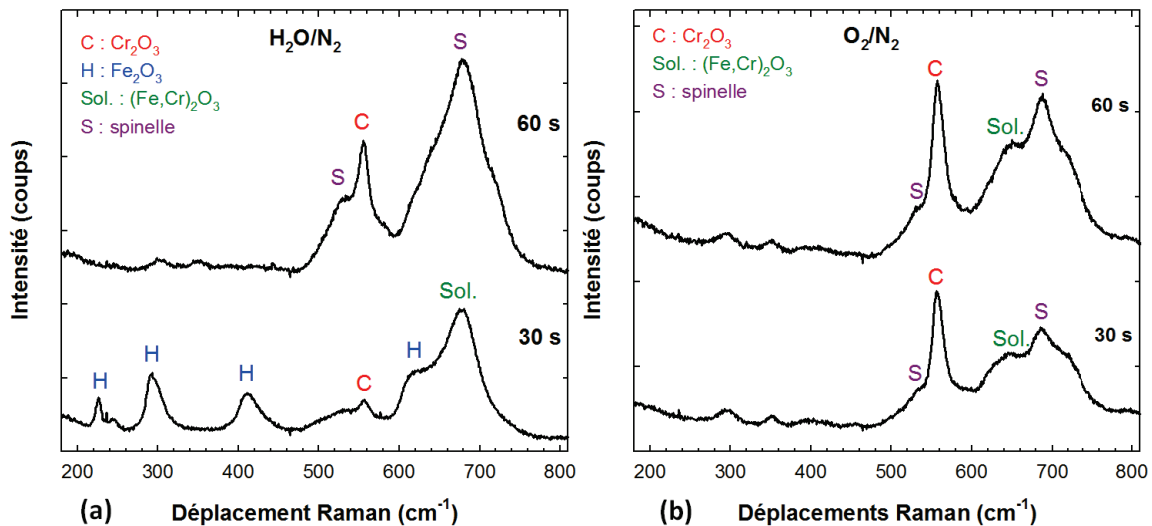 H₂O/N₂
C : Cr₂O₃
H : Fe₂O₃
Sol. : (Fe,Cr)₂O₃
S : spinelle
S
60 s
C
S
Sol.
30 s
H
H
H
H
C
Intensité (coups)
200 300 400 500 600 700 800
(a) Déplacement Raman (cm⁻¹)
O₂/N₂
C : Cr₂O₃
Sol. : (Fe,Cr)₂O₃
S : spinelle
C
S
60 s
Sol.
S
C
S
30 s
Sol.
S
Intensité (coups)
200 300 400 500 600 700 800
(b) Déplacements Raman (cm⁻¹)